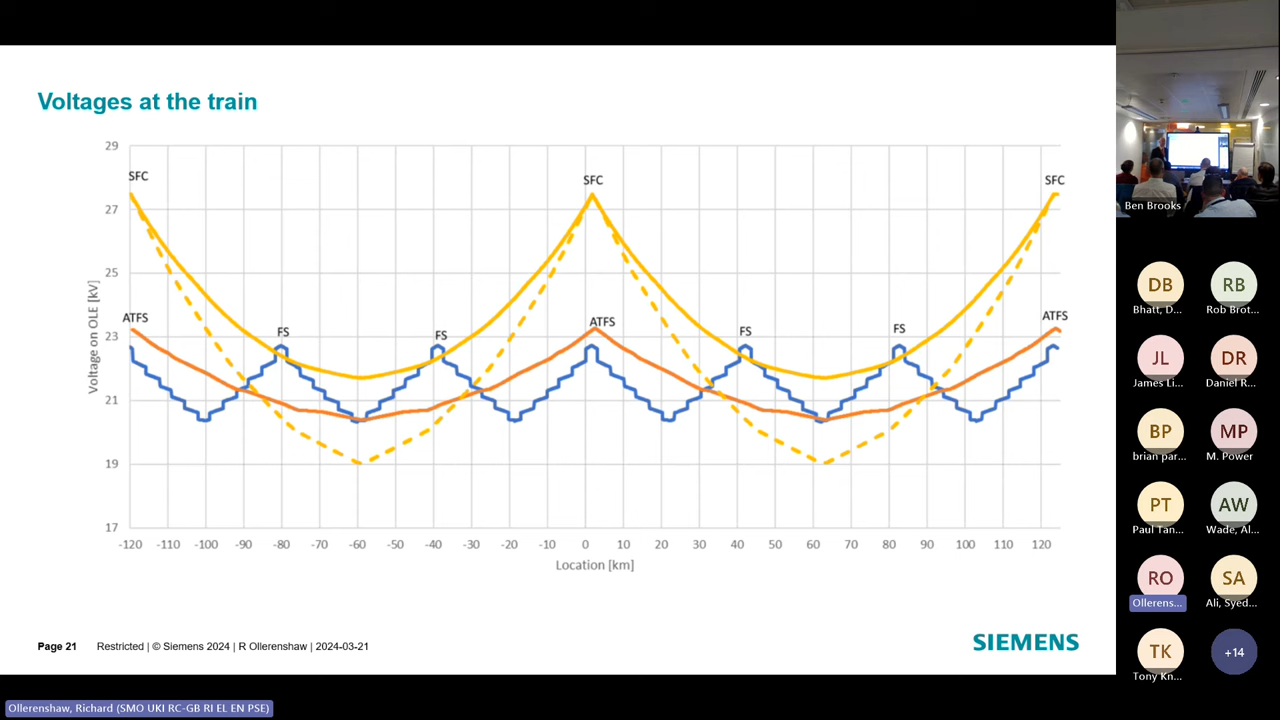 Voltages at the train
29
27
25
23
21
19
17
Voltage on OLE [kV]
SFC
SFC
SFC
ATFS
ATFS
ATFS
FS
FS
FS
FS
-120 -110 -100 -90 -80 -70 -60 -50 -40 -30 -20 -10 0 10 20 30 40 50 60 70 80 90 100 110 120
Location [km]
Page 21 Restricted | © Siemens 2024 | R Ollerenshaw | 2024-03-21
SIEMENS
Ollerenshaw, Richard (SMO UKI RC-GB RI EL EN PSE)
Ben Brooks
DB RB
Bhatt, D... Rob Brot...
JL DR
James Li... Daniel R...
BP MP
brian par... M. Power
PT AW
Paul Tan... Wade, Al...
RO SA
Ollerens... Ali, Syed...
TK +14
Tony Kn...